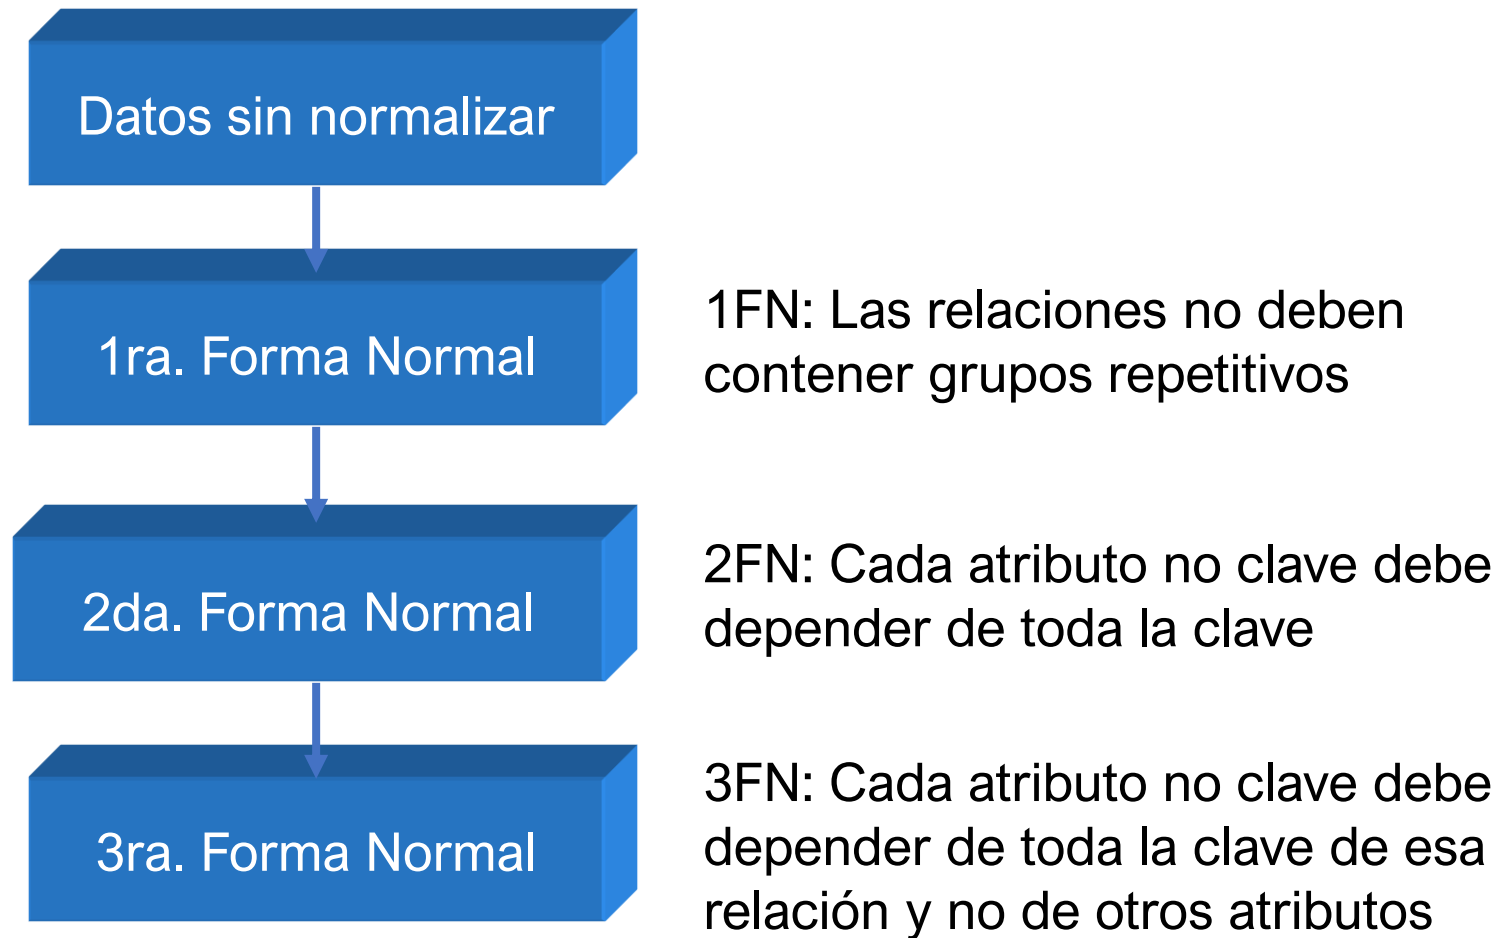 Datos sin normalizar
1ra. Forma Normal
1FN: Las relaciones no deben
contener grupos repetitivos
2da. Forma Normal
2FN: Cada atributo no clave debe
depender de toda la clave
3ra. Forma Normal
3FN: Cada atributo no clave debe
depender de toda la clave de esa
relación y no de otros atributos